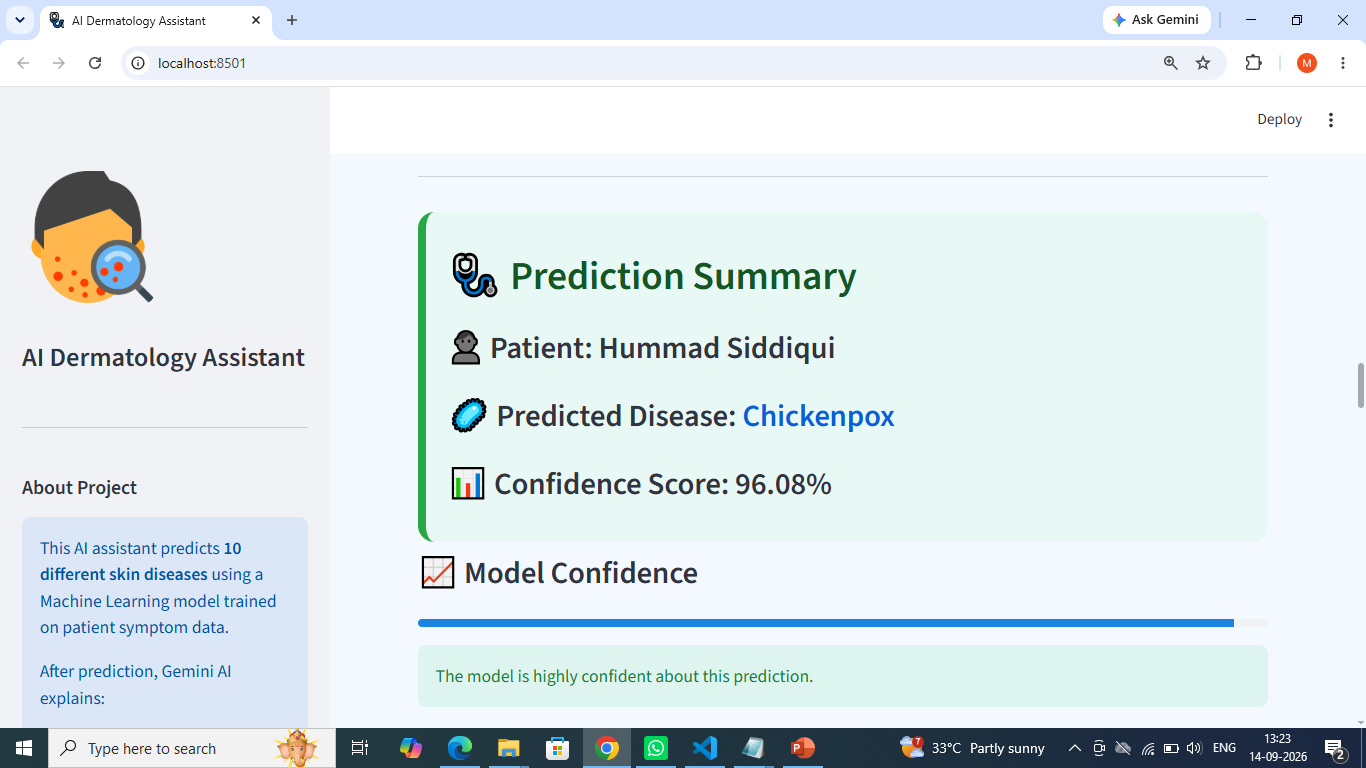 AI Dermatology Assistant
Ask Gemini
localhost:8501
M
Deploy
AI Dermatology Assistant
About Project
This AI assistant predicts 10
different skin diseases using a
Machine Learning model trained
on patient symptom data.
After prediction, Gemini AI
explains:
Prediction Summary
Patient: Hummad Siddiqui
Predicted Disease: Chickenpox
Confidence Score: 96.08%
Model Confidence
The model is highly confident about this prediction.
Type here to search
7
33°C Partly sunny
ENG
13:23
14-09-2026
2